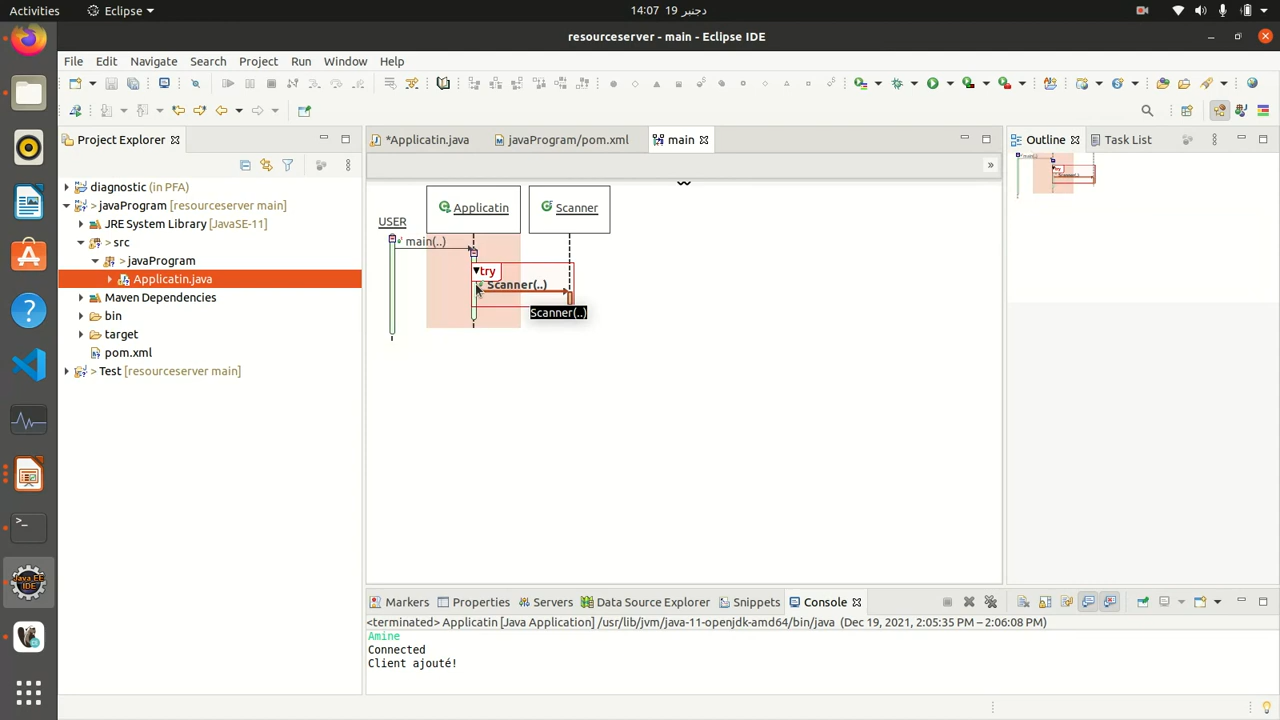 Activities
Eclipse
14:07 19 دجنبر
resourceserver - main - Eclipse IDE
File Edit Navigate Search Project Run Window Help
Project Explorer
*Applicatin.java
javaProgram/pom.xml
main
Outline
Task List
»
diagnostic (in PFA)
> javaProgram [resourceserver main]
JRE System Library [JavaSE-11]
> src
> javaProgram
Applicatin.java
Maven Dependencies
> bin
> target
pom.xml
> Test [resourceserver main]
USER
Applicatin
Scanner
main(..)
try
Scanner(..)
Scanner(..)
Markers
Properties
Servers
Data Source Explorer
Snippets
Console
<terminated> Applicatin [Java Application] /usr/lib/jvm/java-11-openjdk-amd64/bin/java (Dec 19, 2021, 2:05:35 PM – 2:06:08 PM)
Amine
Connected
Client ajouté!
Java EE
IDE